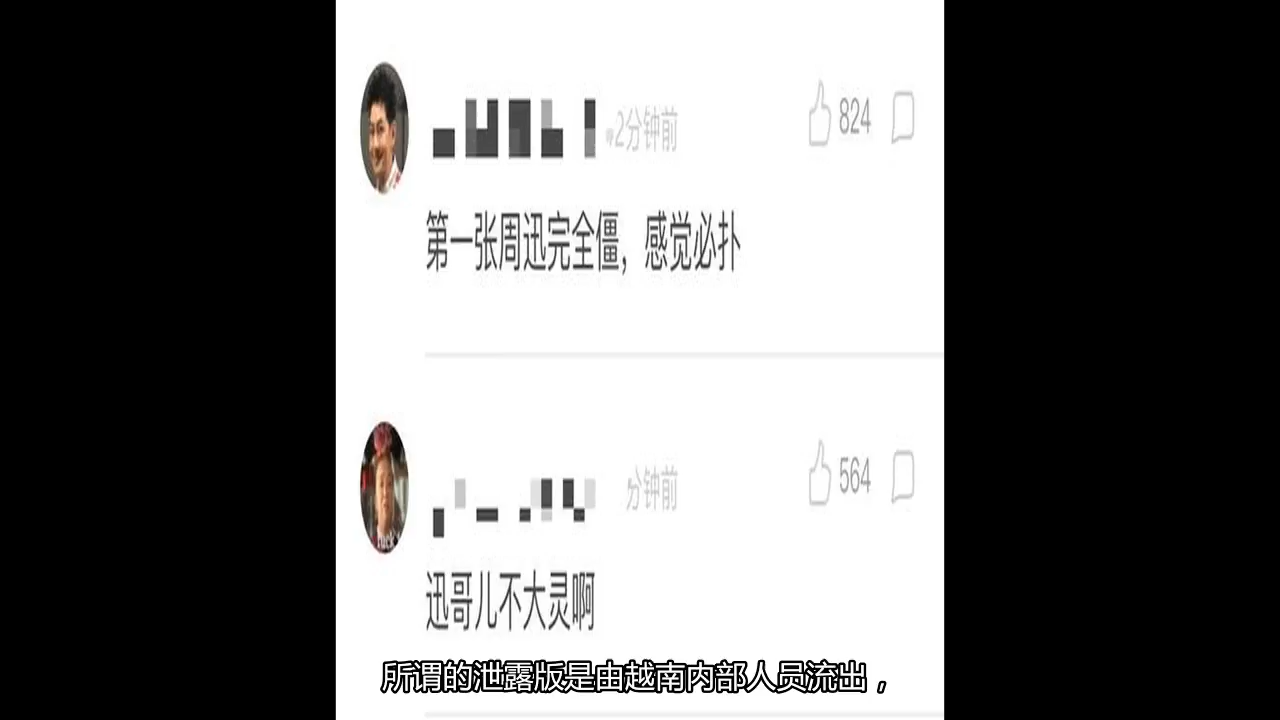 2分钟前
824
第一张周迅完全僵，感觉必扑
分钟前
564
迅哥儿不大灵啊
所谓的泄露版是由越南内部人员流出，